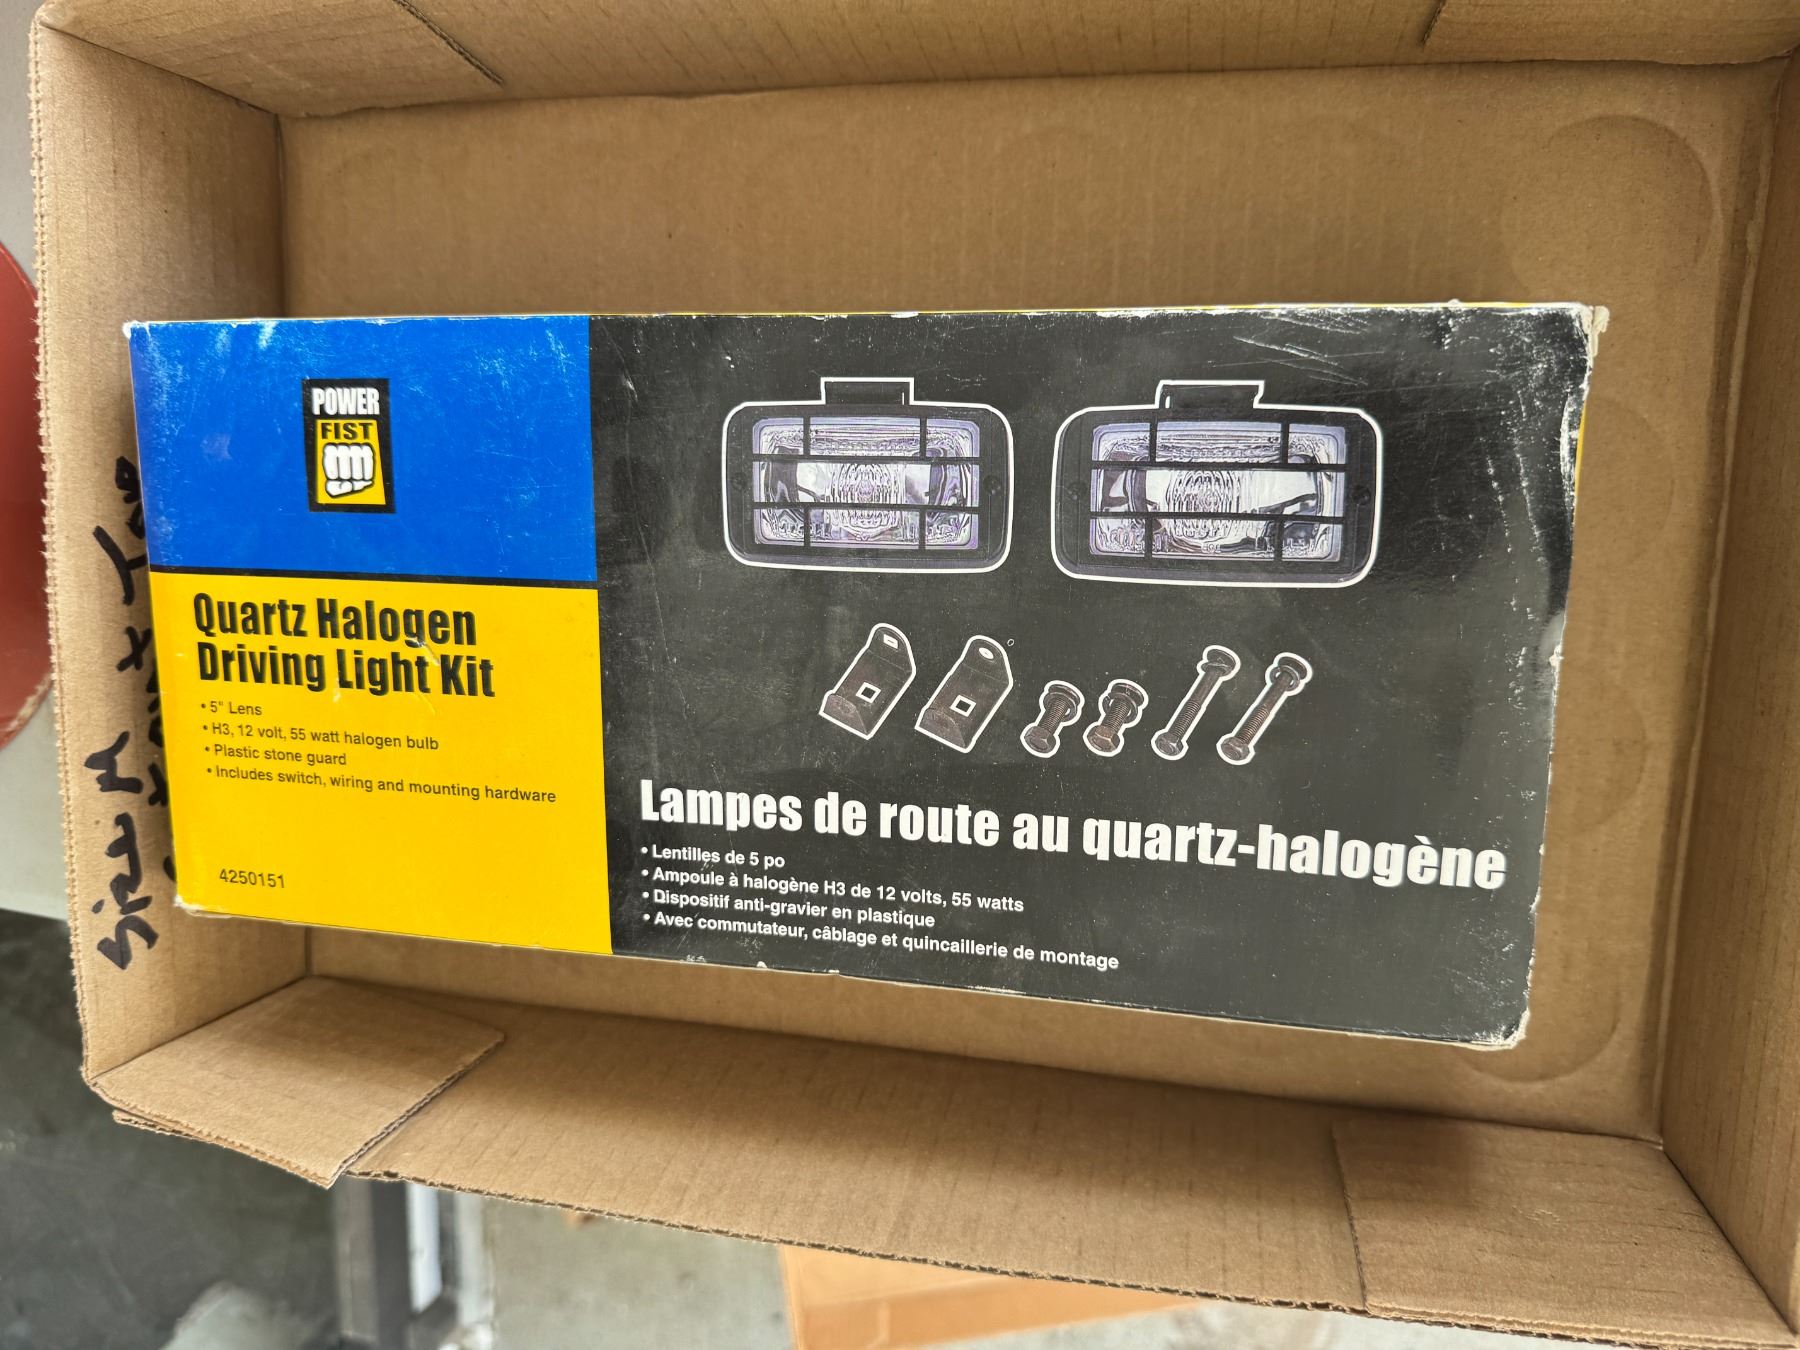 POWER
FIST
Quartz Halogen
Driving Light Kit
• 5" Lens
• H3, 12 volt, 55 watt halogen bulb
• Plastic stone guard
• Includes switch, wiring and mounting hardware
4250151
Lampes de route au quartz-halogène
• Lentilles de 5 po
• Ampoule à halogène H3 de 12 volts, 55 watts
• Dispositif anti-gravier en plastique
• Avec commutateur, câblage et quincaillerie de montage